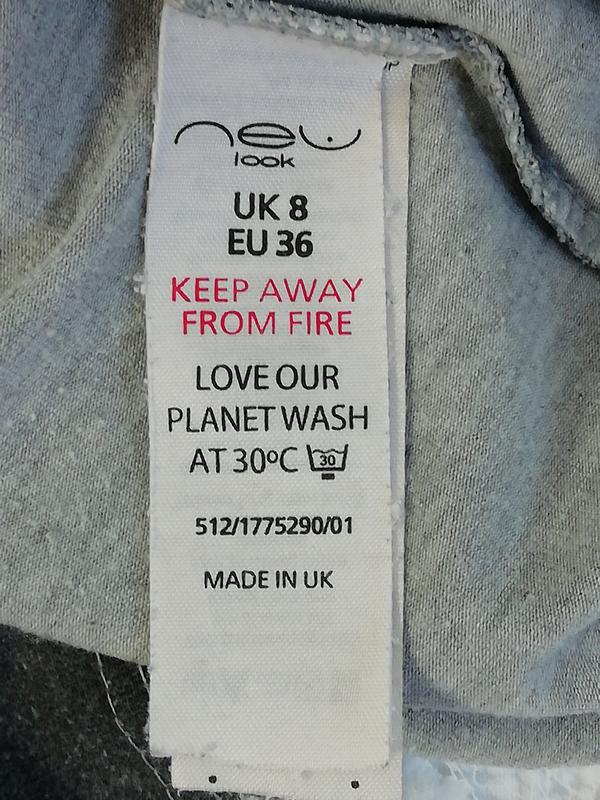 new
look
UK 8
EU 36
KEEP AWAY
FROM FIRE
LOVE OUR
PLANET WASH
AT 30ºC 30
512/1775290/01
MADE IN UK